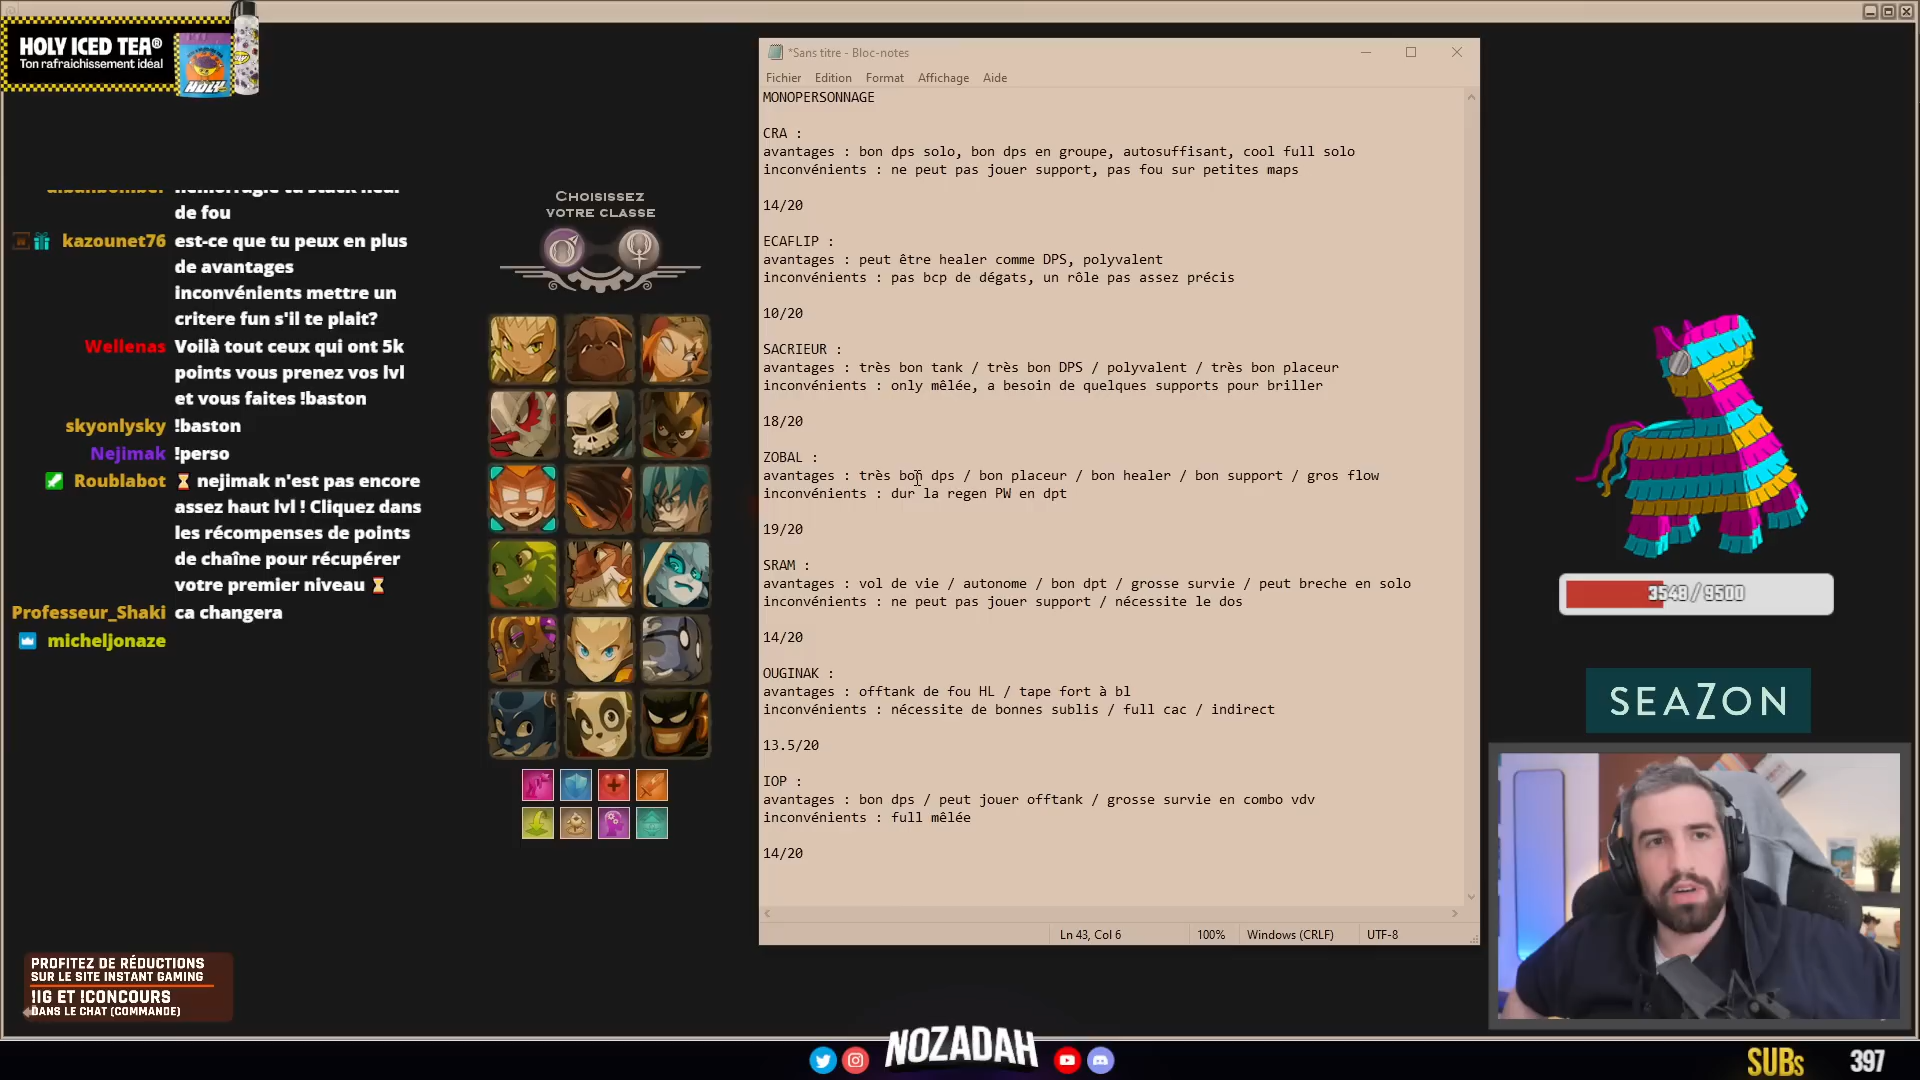 HOLY ICED TEA®
Ton rafraichissement idéal
HOLY
de fou
kazounet76 est-ce que tu peux en plus
de avantages
inconvénients mettre un
critere fun s'il te plait?
Wellenas Voilà tout ceux qui ont 5k
points vous prenez vos lvl
et vous faites !baston
skyonlysky !baston
Nejimak !perso
Roublabot nejimak n'est pas encore
assez haut lvl ! Cliquez dans
les récompenses de points
de chaîne pour récupérer
votre premier niveau
Professeur_Shaki ca changera
micheljonaze
PROFITEZ DE RÉDUCTIONS
SUR LE SITE INSTANT GAMING
!IG ET !CONCOURS
DANS LE CHAT (COMMANDE)
CHOISISSEZ
VOTRE CLASSE
*Sans titre - Bloc-notes
Fichier Edition Format Affichage Aide
MONOPERSONNAGE
CRA :
avantages : bon dps solo, bon dps en groupe, autosuffisant, cool full solo
inconvénients : ne peut pas jouer support, pas fou sur petites maps
14/20
ECAFLIP :
avantages : peut être healer comme DPS, polyvalent
inconvénients : pas bcp de dégats, un rôle pas assez précis
10/20
SACRIEUR :
avantages : très bon tank / très bon DPS / polyvalent / très bon placeur
inconvénients : only mêlée, a besoin de quelques supports pour briller
18/20
ZOBAL :
avantages : très bon dps / bon placeur / bon healer / bon support / gros flow
inconvénients : dur la regen PW en dpt
19/20
SRAM :
avantages : vol de vie / autonome / bon dpt / grosse survie / peut breche en solo
inconvénients : ne peut pas jouer support / nécessite le dos
14/20
OUGINAK :
avantages : offtank de fou HL / tape fort à bl
inconvénients : nécessite de bonnes sublis / full cac / indirect
13.5/20
IOP :
avantages : bon dps / peut jouer offtank / grosse survie en combo vdv
inconvénients : full mêlée
14/20
Ln 43, Col 6 100% Windows (CRLF) UTF-8
3548 / 9500
SEAZON
NOZADAH
SUBs 397